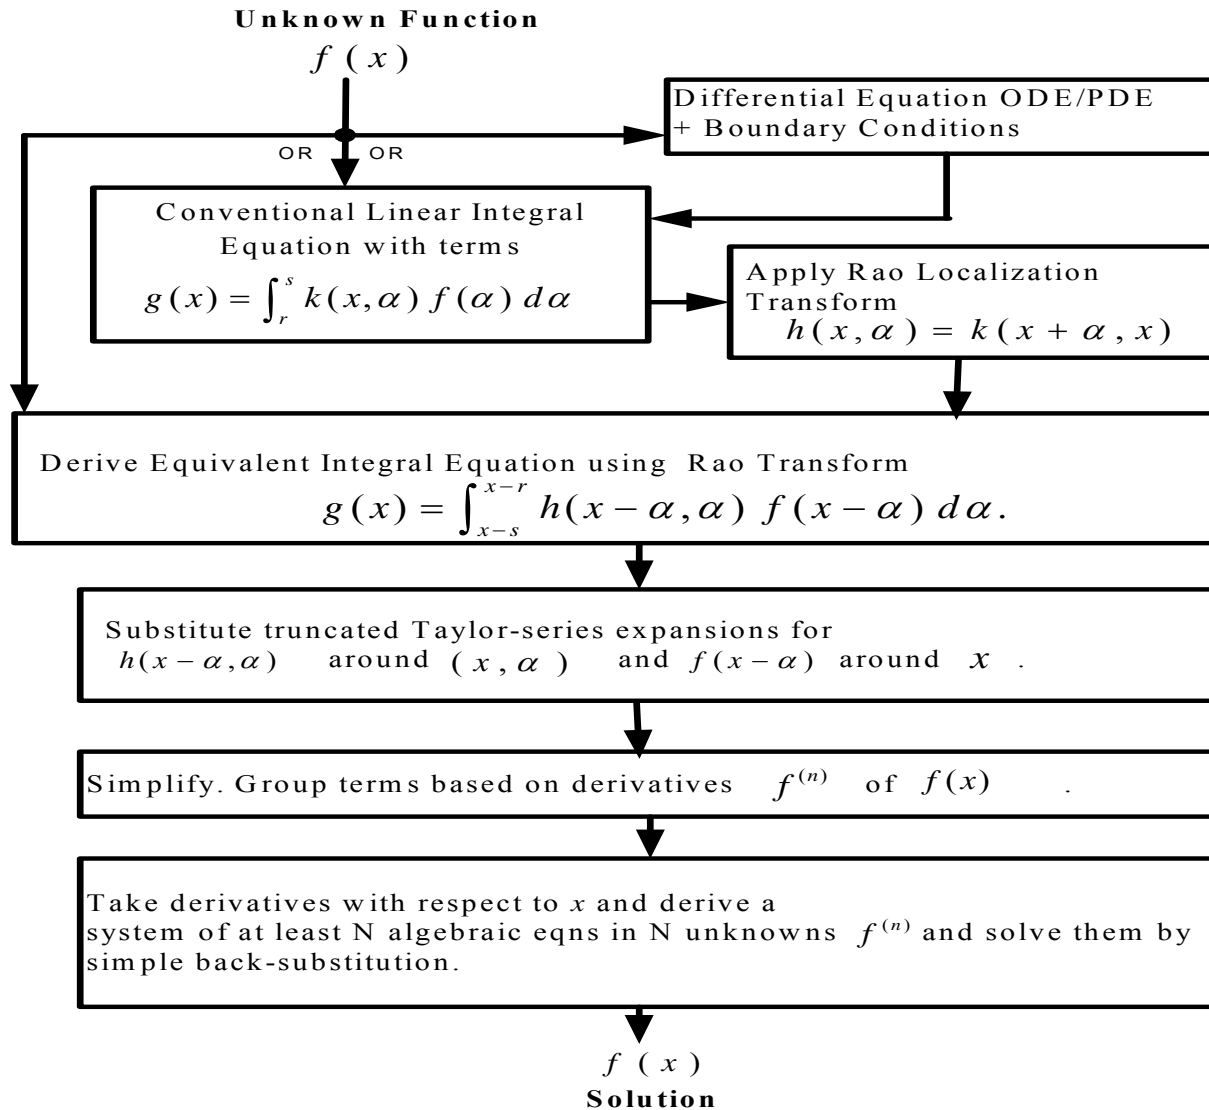 Unknown Function
f ( x )
Differential Equation ODE/PDE
+ Boundary Conditions
OR OR
Conventional Linear Integral
Equation with terms
g(x) = ∫_r^s k(x, α) f(α) dα
Apply Rao Localization
Transform
h(x, α) = k(x + α, x)
Derive Equivalent Integral Equation using Rao Transform
g(x) = ∫_{x−s}^{x−r} h(x − α, α) f(x − α) dα.
Substitute truncated Taylor-series expansions for
h(x − α, α) around (x, α) and f(x − α) around x .
Simplify. Group terms based on derivatives f^{(n)} of f(x) .
Take derivatives with respect to x and derive a
system of at least N algebraic eqns in N unknowns f^{(n)} and solve them by
simple back-substitution.
f ( x )
Solution